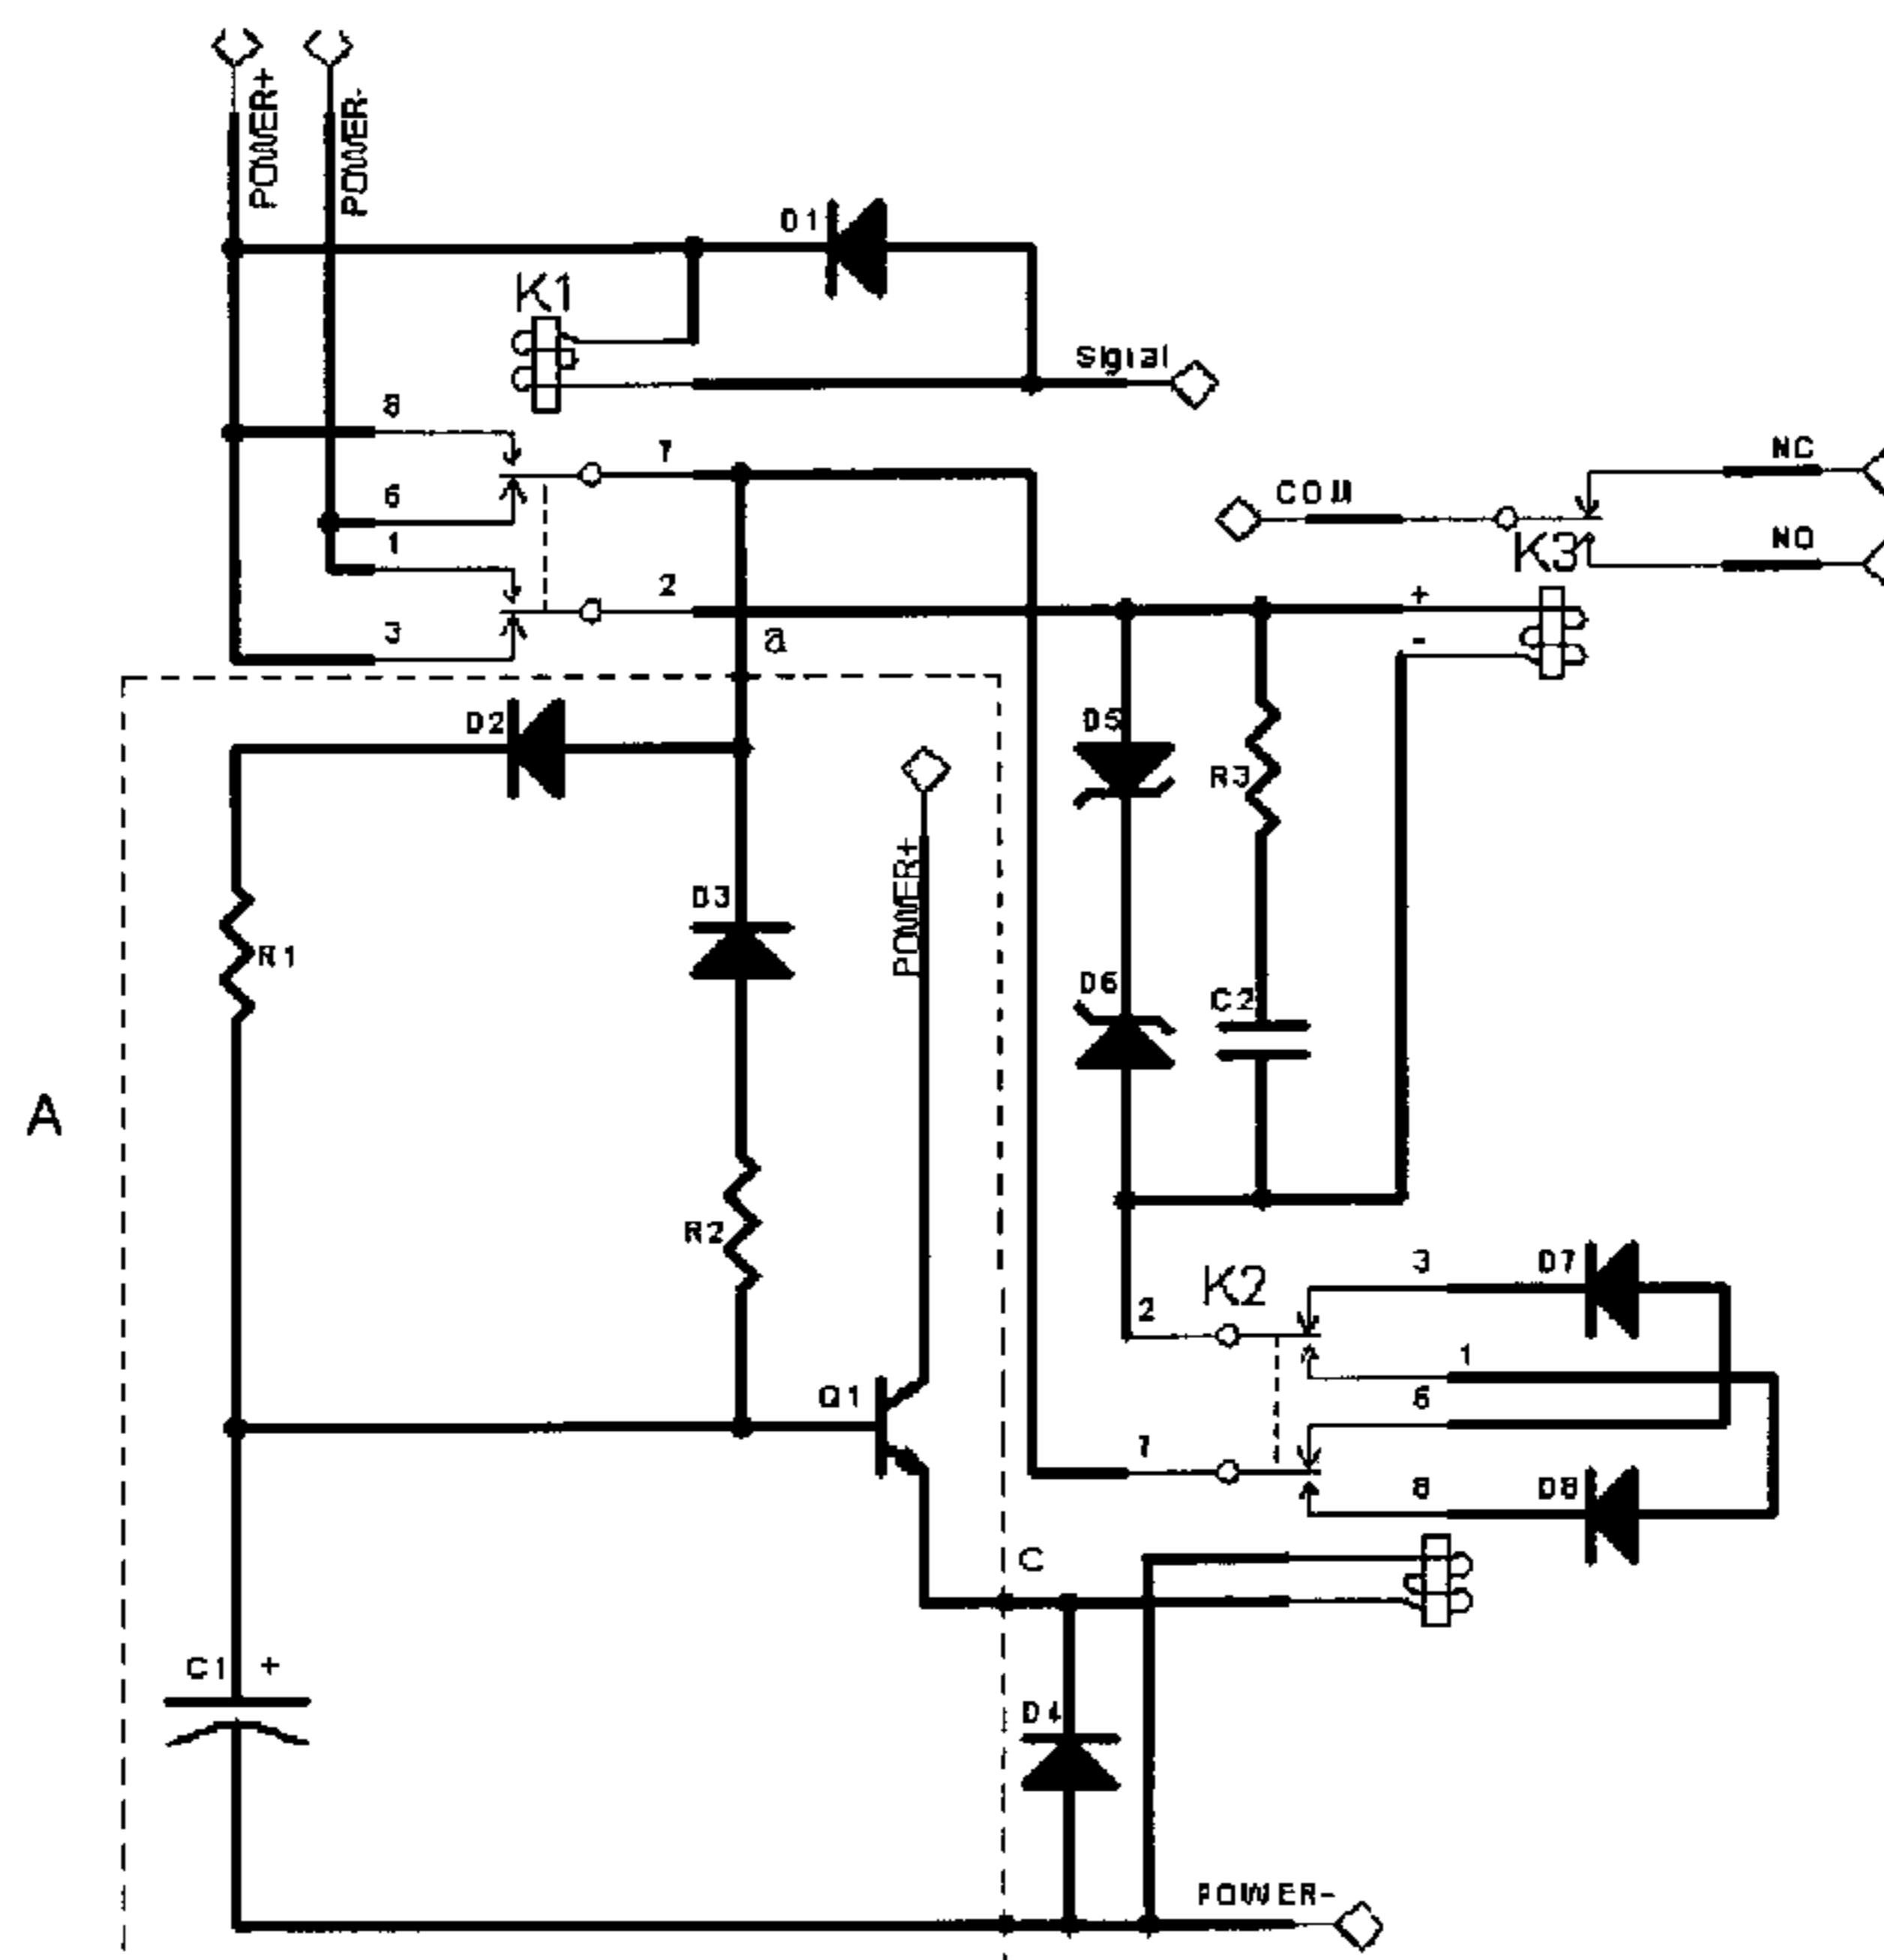 POWER+
POWER-
D1
K1
Signal
8
7
6
1
2
3
a
NC
COM
K3
NO
+
-
D2
D5
R3
POWER+
D3
R1
D6
C2
A
R2
K2
3
D7
2
1
6
Q1
7
8
D8
C
C1 +
D4
POWER-